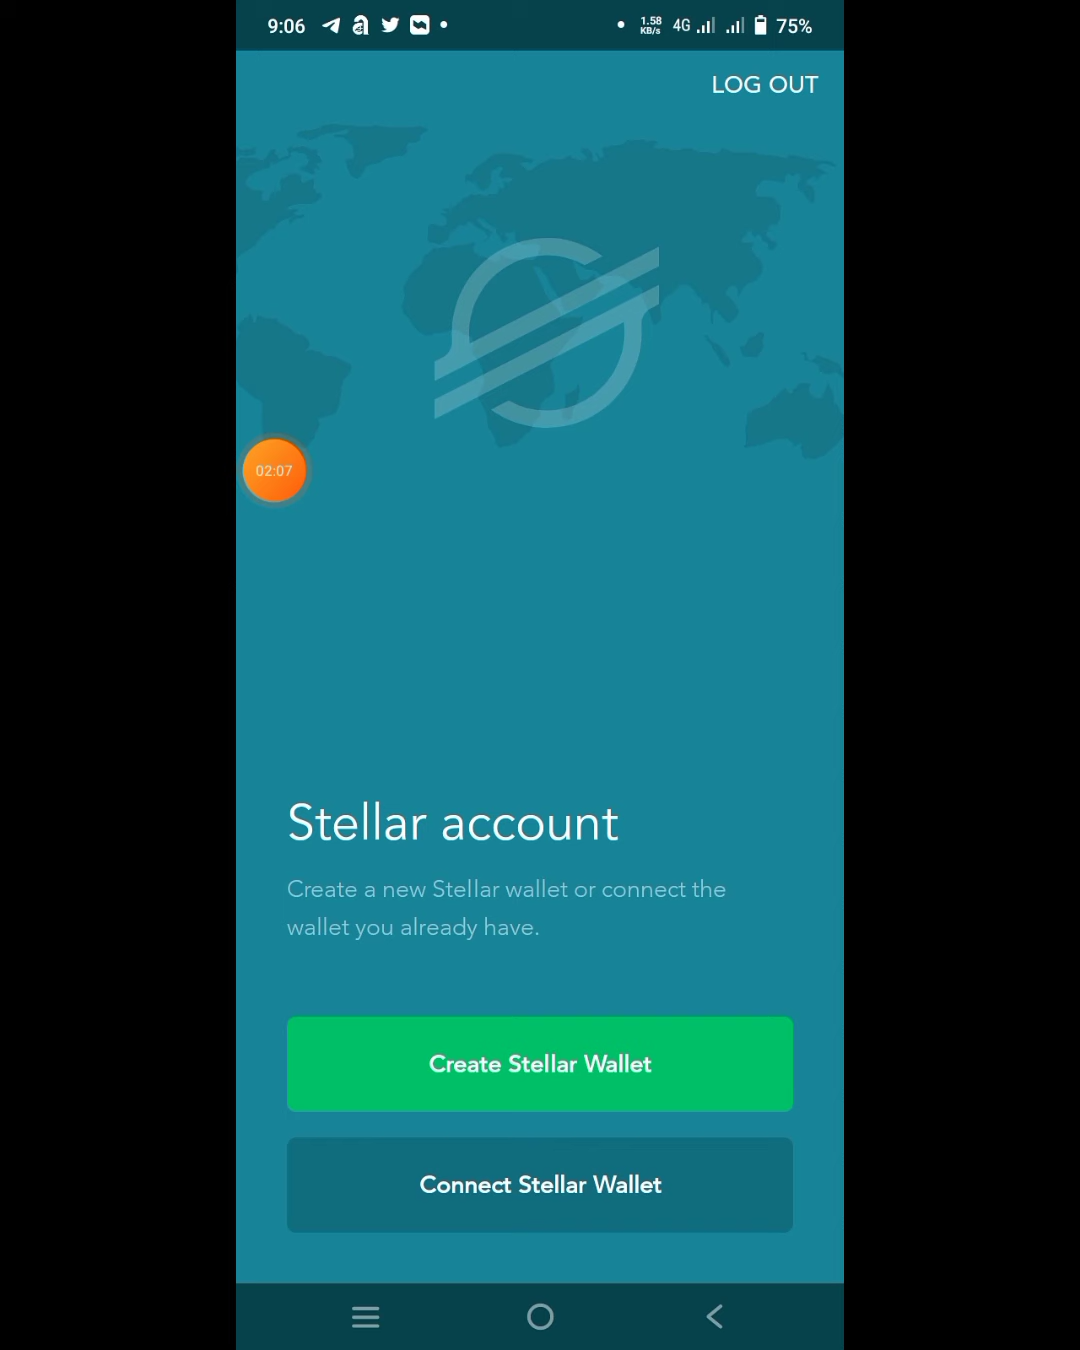 9:06
1.58
KB/s
4G
75%
LOG OUT
02:07
Stellar account
Create a new Stellar wallet or connect the
wallet you already have.
Create Stellar Wallet
Connect Stellar Wallet